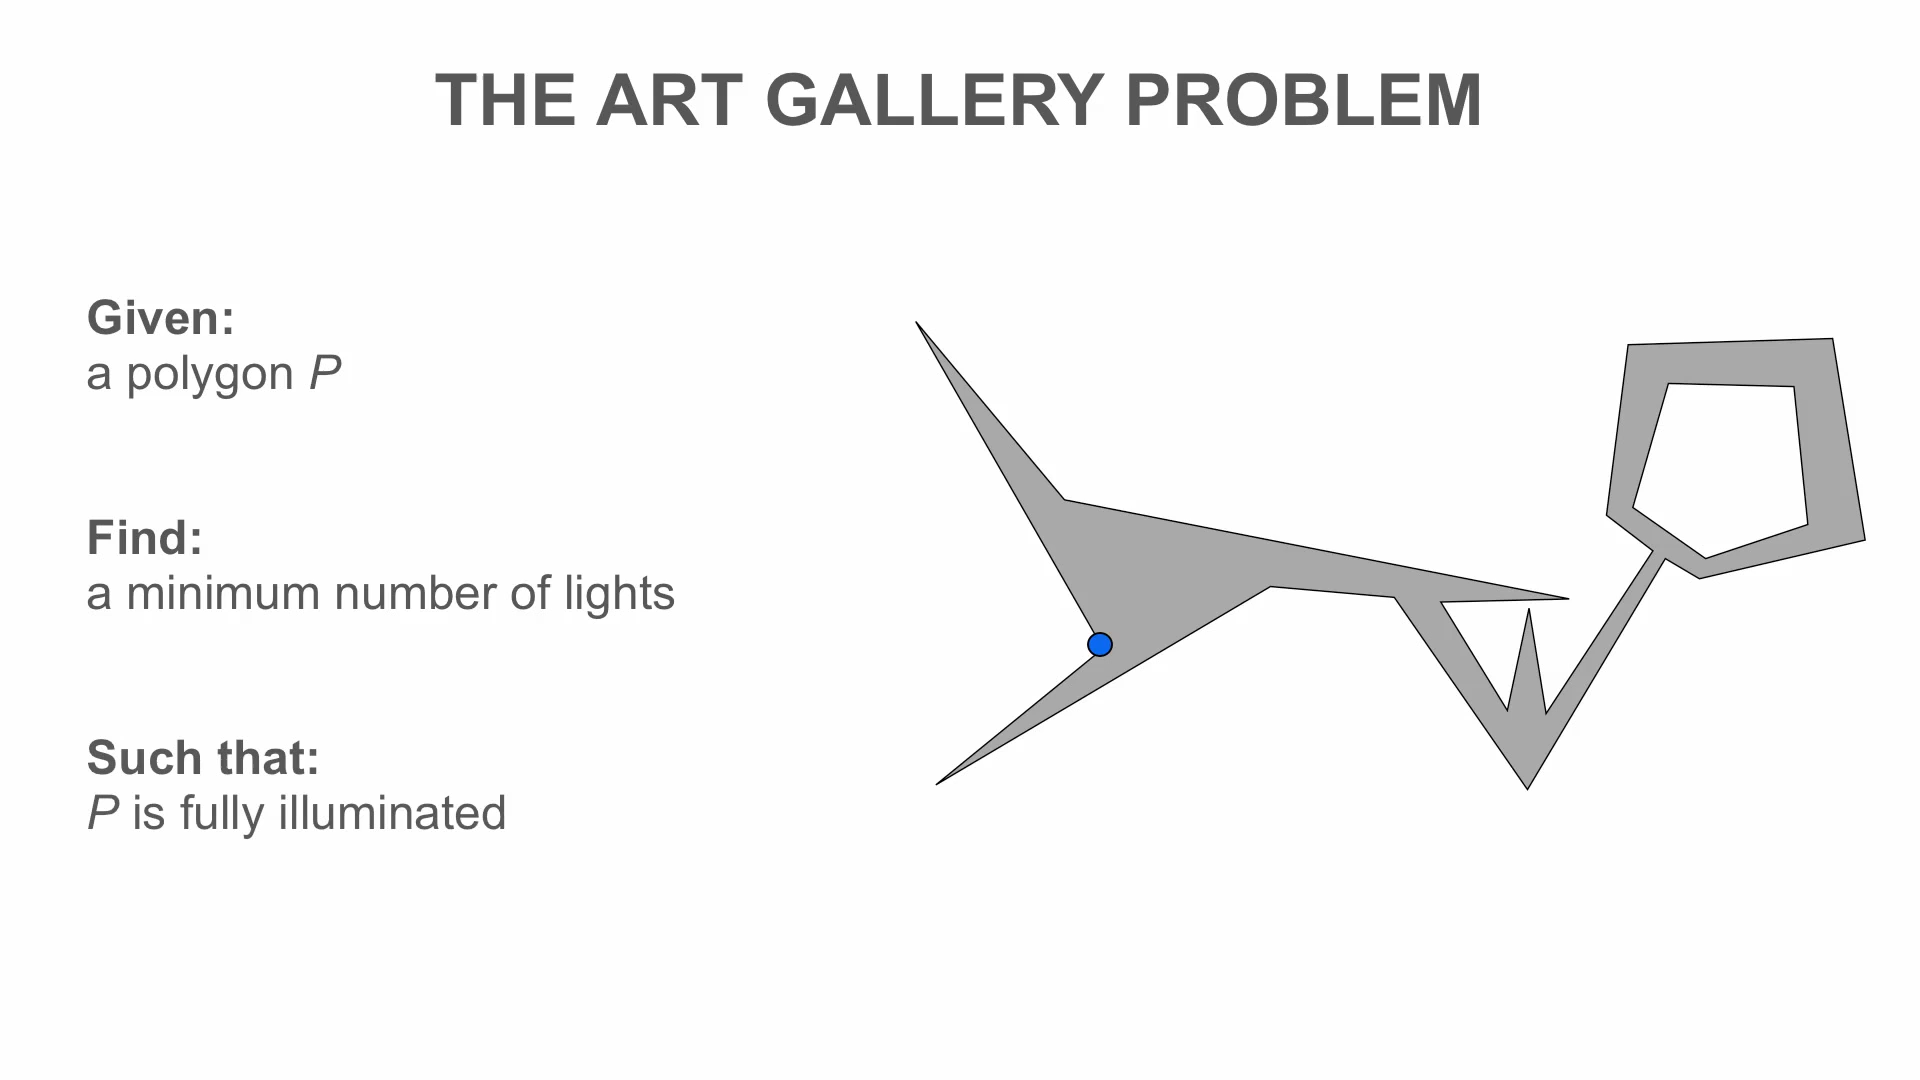 THE ART GALLERY PROBLEM
Given:
a polygon P
Find:
a minimum number of lights
Such that:
P is fully illuminated